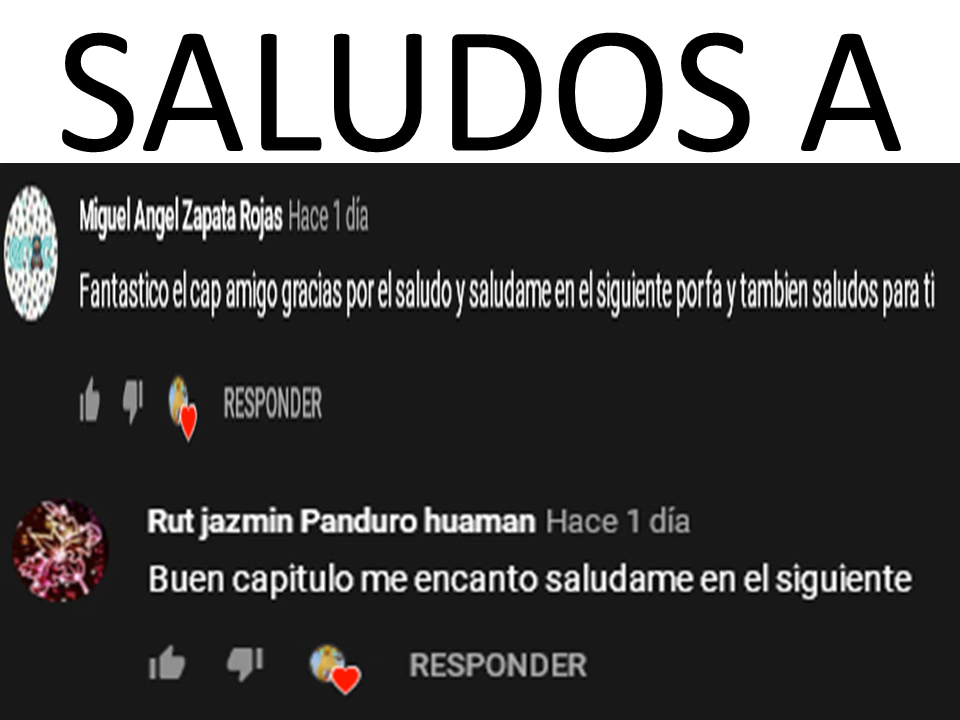 SALUDOS A
Miguel Angel Zapata Rojas Hace 1 día
Fantastico el cap amigo gracias por el saludo y saludame en el siguiente porfa y tambien saludos para ti
RESPONDER
Rut jazmin Panduro huaman Hace 1 día
Buen capitulo me encanto saludame en el siguiente
RESPONDER